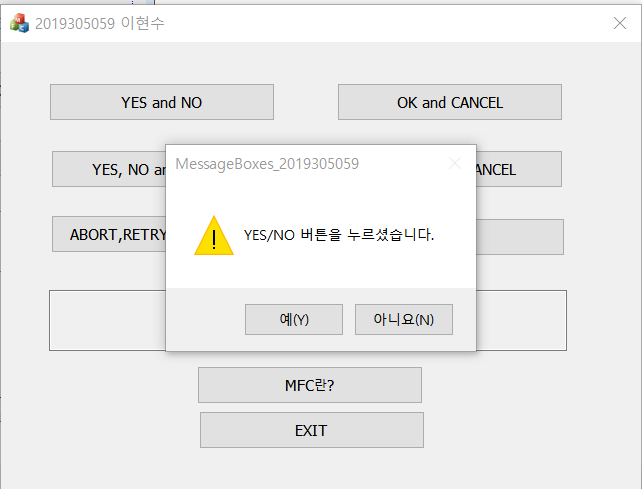 2019305059 이현수
YES and NO
OK and CANCEL
YES, NO an
ANCEL
ABORT,RETRY
MessageBoxes_2019305059
YES/NO 버튼을 누르셨습니다.
예(Y)
아니요(N)
MFC란?
EXIT